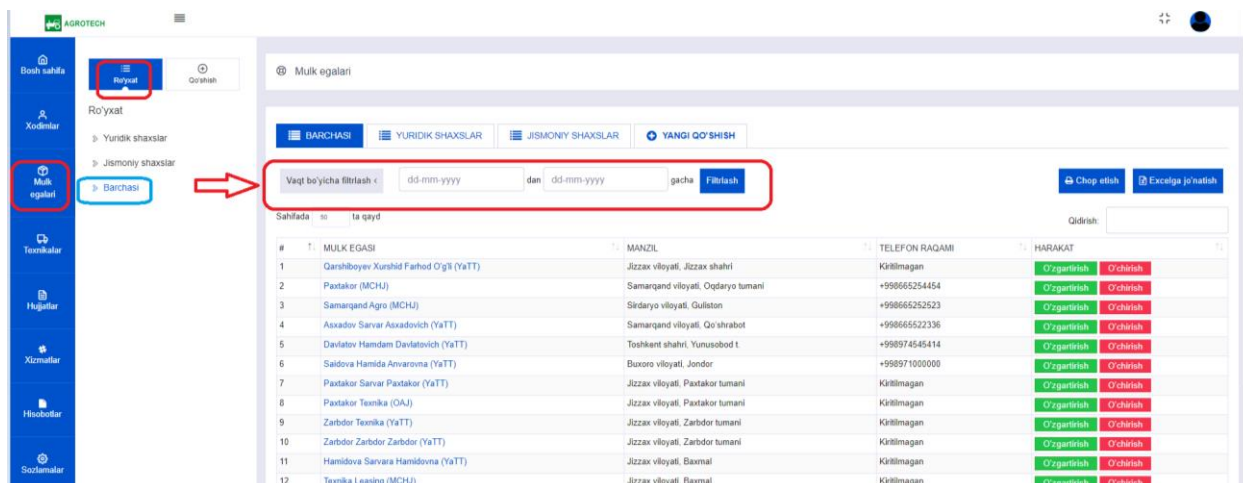 AGROTECH
Bosh sahifa
Xodimlar
Mulk egalari
Texnikalar
Hujjatlar
Xizmatlar
Hisobotlar
Sozlamalar
Ro'yxat
Qo'shish
Ro'yxat
Yuridik shaxslar
Jismoniy shaxslar
Barchasi
Mulk egalari
BARCHASI YURIDIK SHAXSLAR JISMONIY SHAXSLAR YANGI QO'SHISH
Vaqt bo'yicha filtrlash < dd-mm-yyyy dan dd-mm-yyyy gacha Filtrlash Chop etish Excelga jo'natish
Sahifada 50 ta qayd Qidirish:
# MULK EGASI MANZIL TELEFON RAQAMI HARAKAT
1 Qarshiboyev Xurshid Farhod O'g'li (YaTT) Jizzax viloyati, Jizzax shahri Kiritilmagan O'zgartirish O'chirish
2 Paxtakor (MCHJ) Samarqand viloyati, Oqdaryo tumani +998665254454 O'zgartirish O'chirish
3 Samarqand Agro (MCHJ) Sirdaryo viloyati, Guliston +998665252523 O'zgartirish O'chirish
4 Asxadov Sarvar Asxadovich (YaTT) Samarqand viloyati, Qo'shrabot +998665522336 O'zgartirish O'chirish
5 Davlatov Hamdam Davlatovich (YaTT) Toshkent shahri, Yunusobod t. +998974545414 O'zgartirish O'chirish
6 Saidova Hamida Anvarovna (YaTT) Buxoro viloyati, Jondor +998971000000 O'zgartirish O'chirish
7 Paxtakor Sarvar Paxtakor (YaTT) Jizzax viloyati, Paxtakor tumani Kiritilmagan O'zgartirish O'chirish
8 Paxtakor Texnika (OAJ) Jizzax viloyati, Paxtakor tumani Kiritilmagan O'zgartirish O'chirish
9 Zarbdor Texnika (YaTT) Jizzax viloyati, Zarbdor tumani Kiritilmagan O'zgartirish O'chirish
10 Zarbdor Zarbdor Zarbdor (YaTT) Jizzax viloyati, Zarbdor tumani Kiritilmagan O'zgartirish O'chirish
11 Hamidova Sarvara Hamidovna (YaTT) Jizzax viloyati, Baxmal Kiritilmagan O'zgartirish O'chirish
12 Texnika Leasing (MCHJ) Jizzax viloyati, Baxmal Kiritilmagan O'zgartirish O'chirish